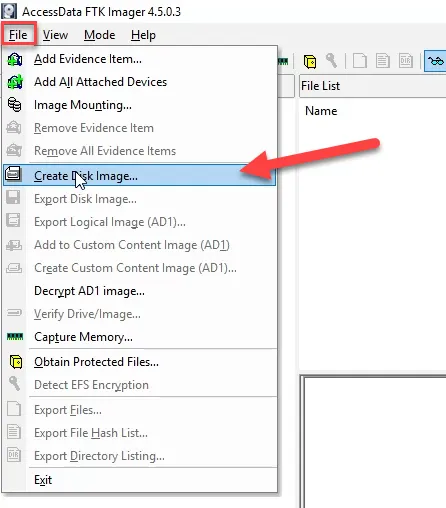 AccessData FTK Imager 4.5.0.3
File View Mode Help
Add Evidence Item...
Add All Attached Devices
Image Mounting...
Remove Evidence Item
Remove All Evidence Items
Create Disk Image...
Export Disk Image...
Export Logical Image (AD1)...
Add to Custom Content Image (AD1)
Create Custom Content Image (AD1)...
Decrypt AD1 image...
Verify Drive/Image...
Capture Memory...
Obtain Protected Files...
Detect EFS Encryption
Export Files...
Export File Hash List...
Export Directory Listing...
Exit
File List
Name